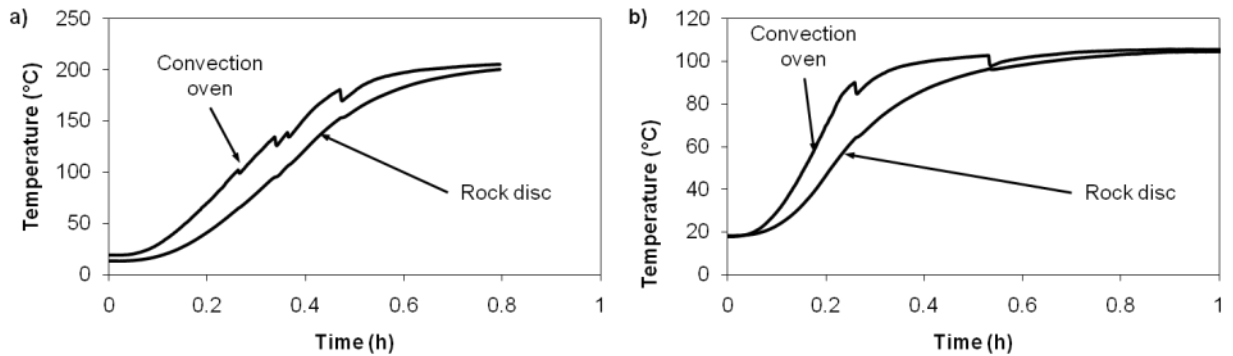 a)
250
200
150
100
50
0
Temperature (°C)
Convection
oven
Rock disc
0 0.2 0.4 0.6 0.8 1
Time (h)
b)
120
100
80
60
40
20
0
Temperature (°C)
Convection
oven
Rock disc
0 0.2 0.4 0.6 0.8 1
Time (h)